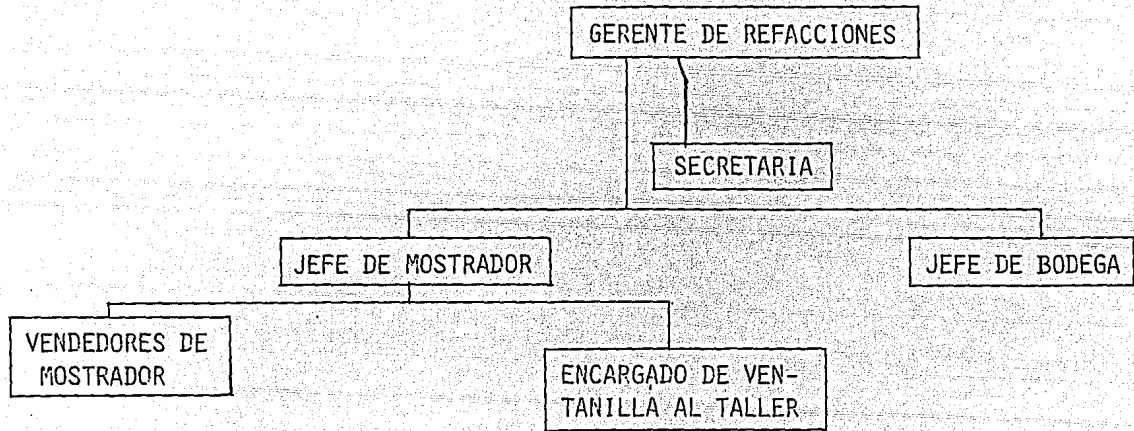 GERENTE DE REFACCIONES
SECRETARIA
JEFE DE MOSTRADOR
JEFE DE BODEGA
VENDEDORES DE
MOSTRADOR
ENCARGADO DE VEN-
TANILLA AL TALLER